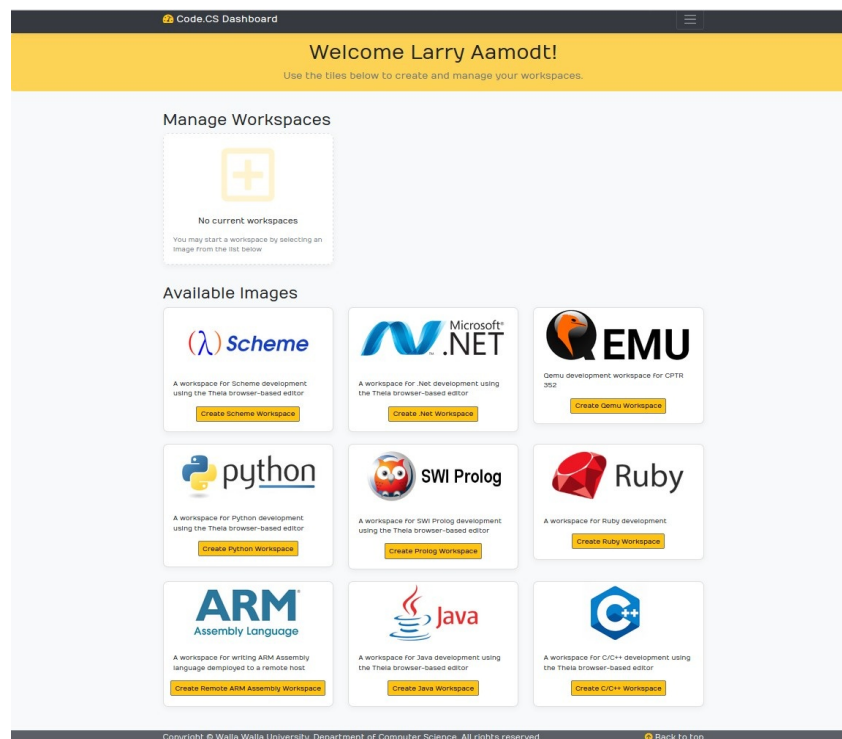 Code.CS Dashboard
Welcome Larry Aamodt!
Use the tiles below to create and manage your workspaces.
Manage Workspaces
No current workspaces
You may start a workspace by selecting an
image from the list below
Available Images
(λ) Scheme
A workspace for Scheme development
using the Theia browser-based editor
Create Scheme Workspace
Microsoft®
.NET
A workspace for .Net development using
the Theia browser-based editor
Create .Net Workspace
QEMU
Qemu development workspace for CPTR
352
Create Qemu Workspace
python
A workspace for Python development
using the Theia browser-based editor
Create Python Workspace
SWI Prolog
A workspace for SWI Prolog development
using the Theia browser-based editor
Create Prolog Workspace
Ruby
A workspace for Ruby development
Create Ruby Workspace
ARM
Assembly Language
A workspace for writing ARM Assembly
language demployed to a remote host
Create Remote ARM Assembly Workspace
Java
A workspace for Java development using
the Theia browser-based editor
Create Java Workspace
C++
A workspace for C/C++ development using
the Theia browser-based editor
Create C/C++ Workspace
Copyright © Walla Walla University, Department of Computer Science. All rights reserved.
Back to top